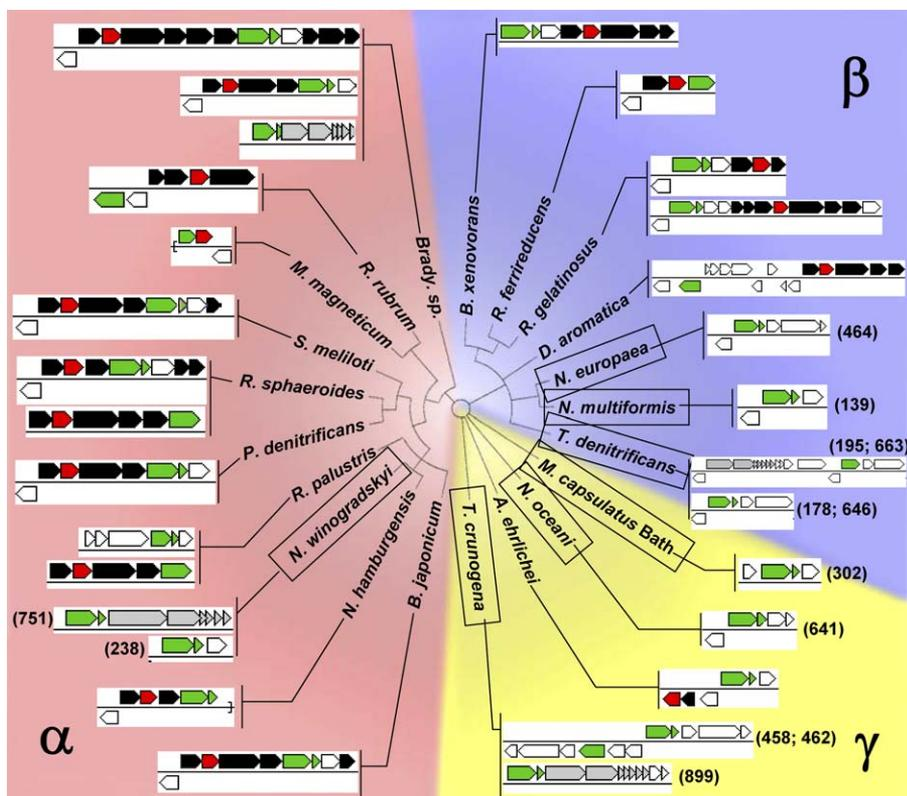 β
Brady. sp.
B. xenovorans
R. ferrireducens
R. gelatinosus
R. rubrum
M. magneticum
D. aromatica
S. meliloti
N. europaea
(464)
R. sphaeroides
N. multiformis
(139)
P. denitrificans
T. denitrificans
(195; 663)
R. palustris
M. capsulatus Bath
(178; 646)
N. winogradskyi
N. oceani
A. ehrlichei
T. crunogena
(302)
N. hamburgensis
B. japonicum
(751)
(641)
(238)
α
γ
(458; 462)
(899)